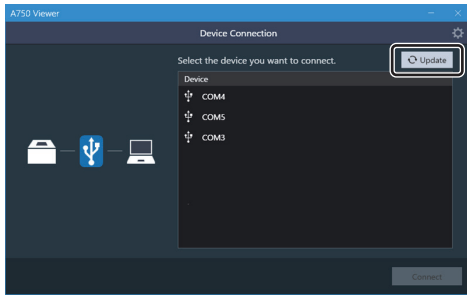 A750 Viewer
Device Connection
Select the device you want to connect.
Update
Device
COM4
COM5
COM3
Connect